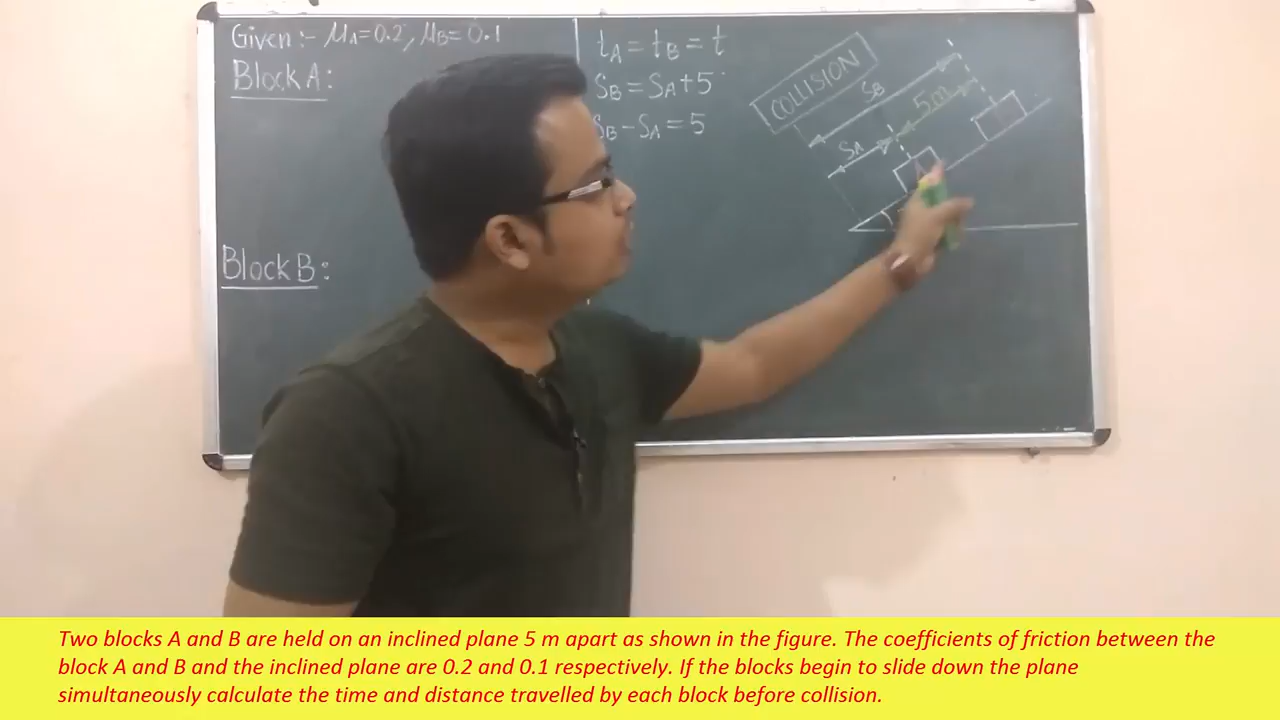 Given :- μA=0.2, μB=0.1
Block A:
Block B:
tA = tB = t
SB = SA+5
SB - SA = 5
COLLISION
SB
5m
SA
Two blocks A and B are held on an inclined plane 5 m apart as shown in the figure. The coefficients of friction between the
block A and B and the inclined plane are 0.2 and 0.1 respectively. If the blocks begin to slide down the plane
simultaneously calculate the time and distance travelled by each block before collision.